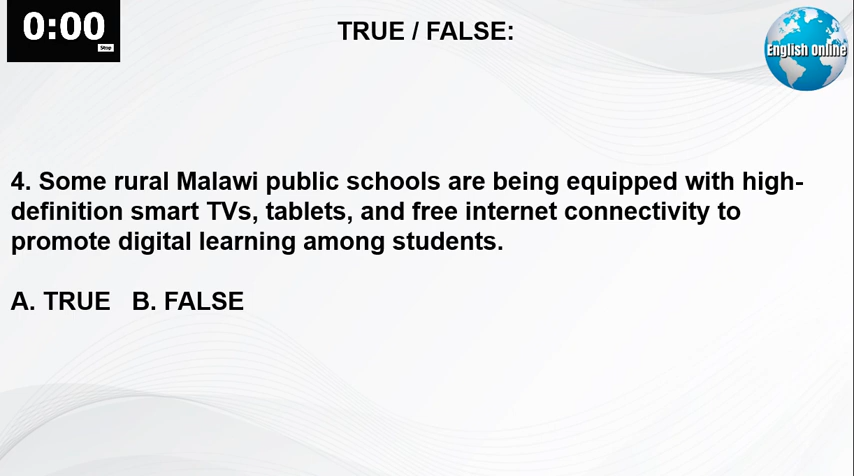 0:00
Stop
TRUE / FALSE:
English Online
4. Some rural Malawi public schools are being equipped with high-
definition smart TVs, tablets, and free internet connectivity to
promote digital learning among students.
A. TRUE B. FALSE